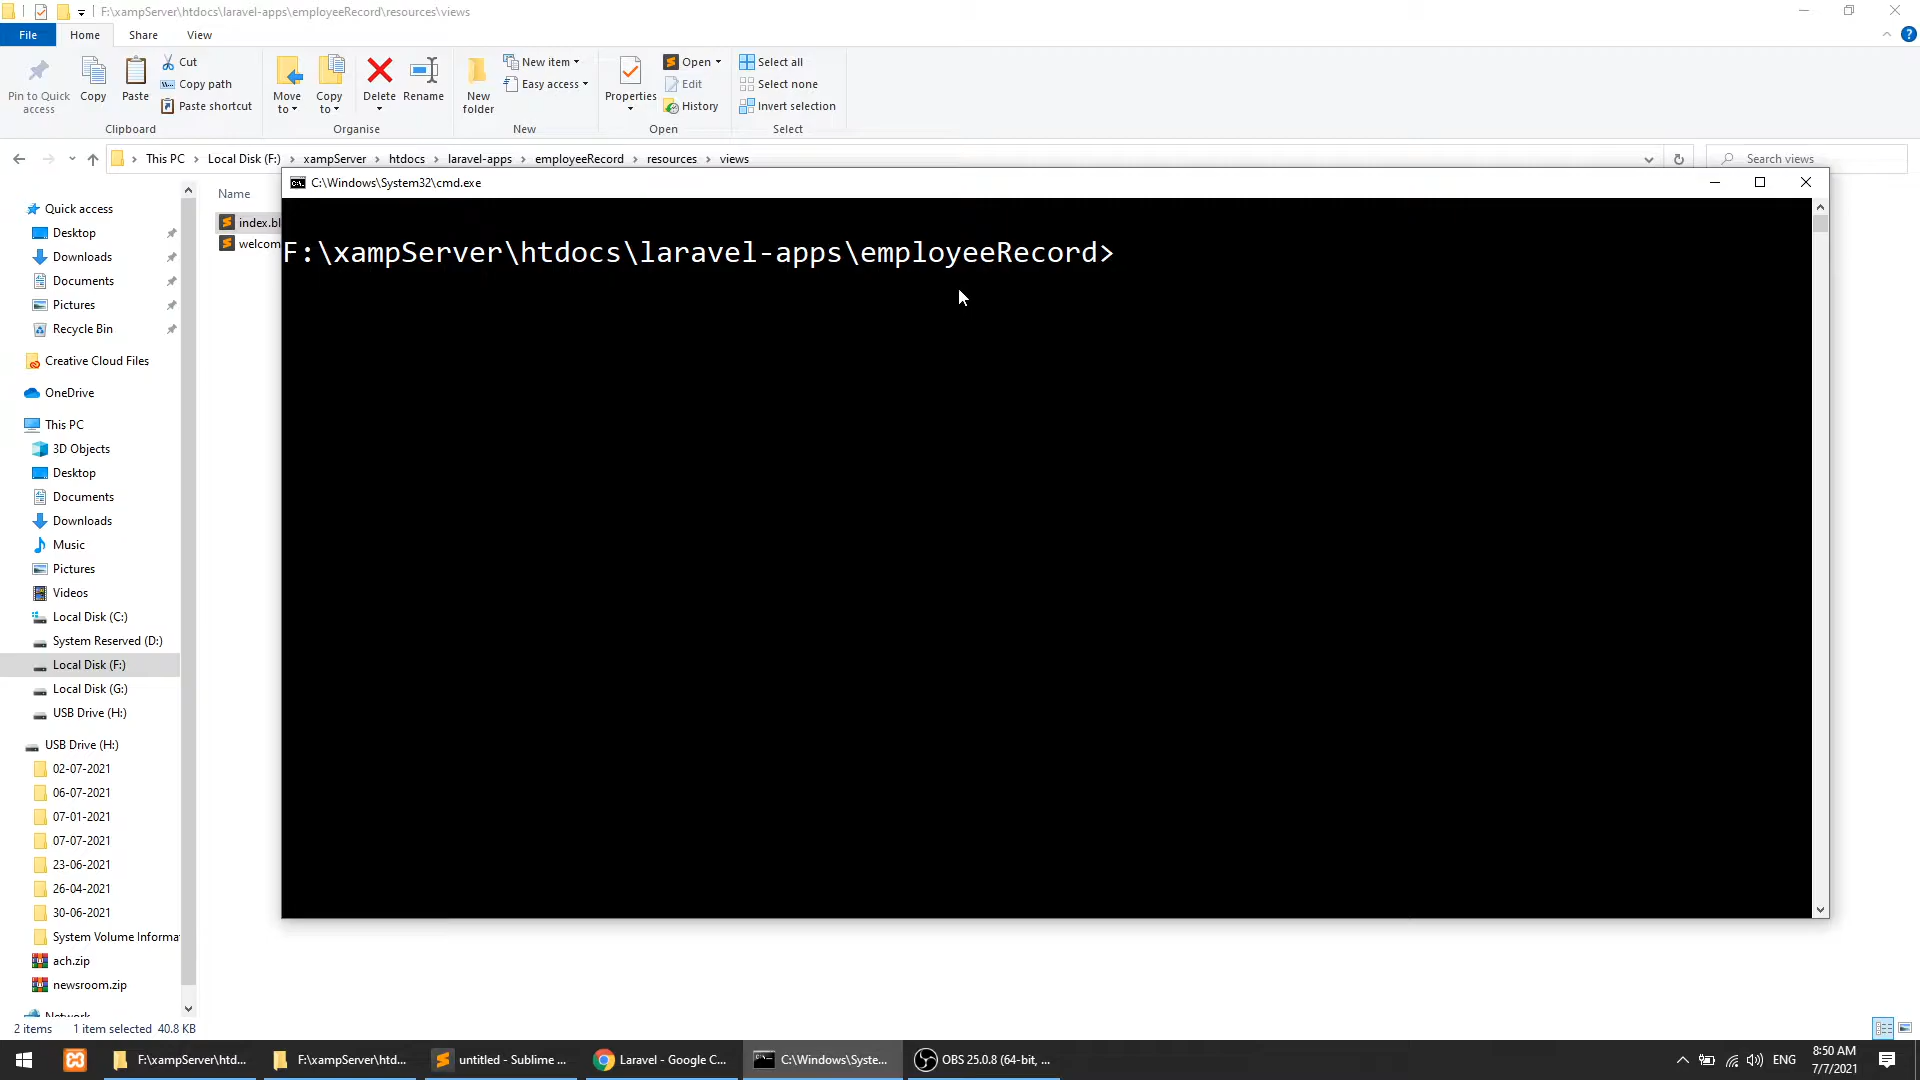 F:\xampServer\htdocs\laravel-apps\employeeRecord\resources\views
File Home Share View
Pin to Quick access
Copy
Paste
Cut
Copy path
Paste shortcut
Clipboard
Move to
Copy to
Delete
Rename
Organise
New folder
New item
Easy access
New
Properties
Open
Edit
History
Open
Select all
Select none
Invert selection
Select
This PC > Local Disk (F:) > xampServer > htdocs > laravel-apps > employeeRecord > resources > views
Search views
Name
index.bl
welcom
C:\Windows\System32\cmd.exe
F:\xampServer\htdocs\laravel-apps\employeeRecord>
Quick access
Desktop
Downloads
Documents
Pictures
Recycle Bin
Creative Cloud Files
OneDrive
This PC
3D Objects
Desktop
Documents
Downloads
Music
Pictures
Videos
Local Disk (C:)
System Reserved (D:)
Local Disk (F:)
Local Disk (G:)
USB Drive (H:)
USB Drive (H:)
02-07-2021
06-07-2021
07-01-2021
07-07-2021
23-06-2021
26-04-2021
30-06-2021
System Volume Informa
ach.zip
newsroom.zip
Network
2 items 1 item selected 40.8 KB
F:\xampServer\htd...
F:\xampServer\htd...
untitled - Sublime ...
Laravel - Google C...
C:\Windows\Syste...
OBS 25.0.8 (64-bit, ...
ENG
8:50 AM
7/7/2021